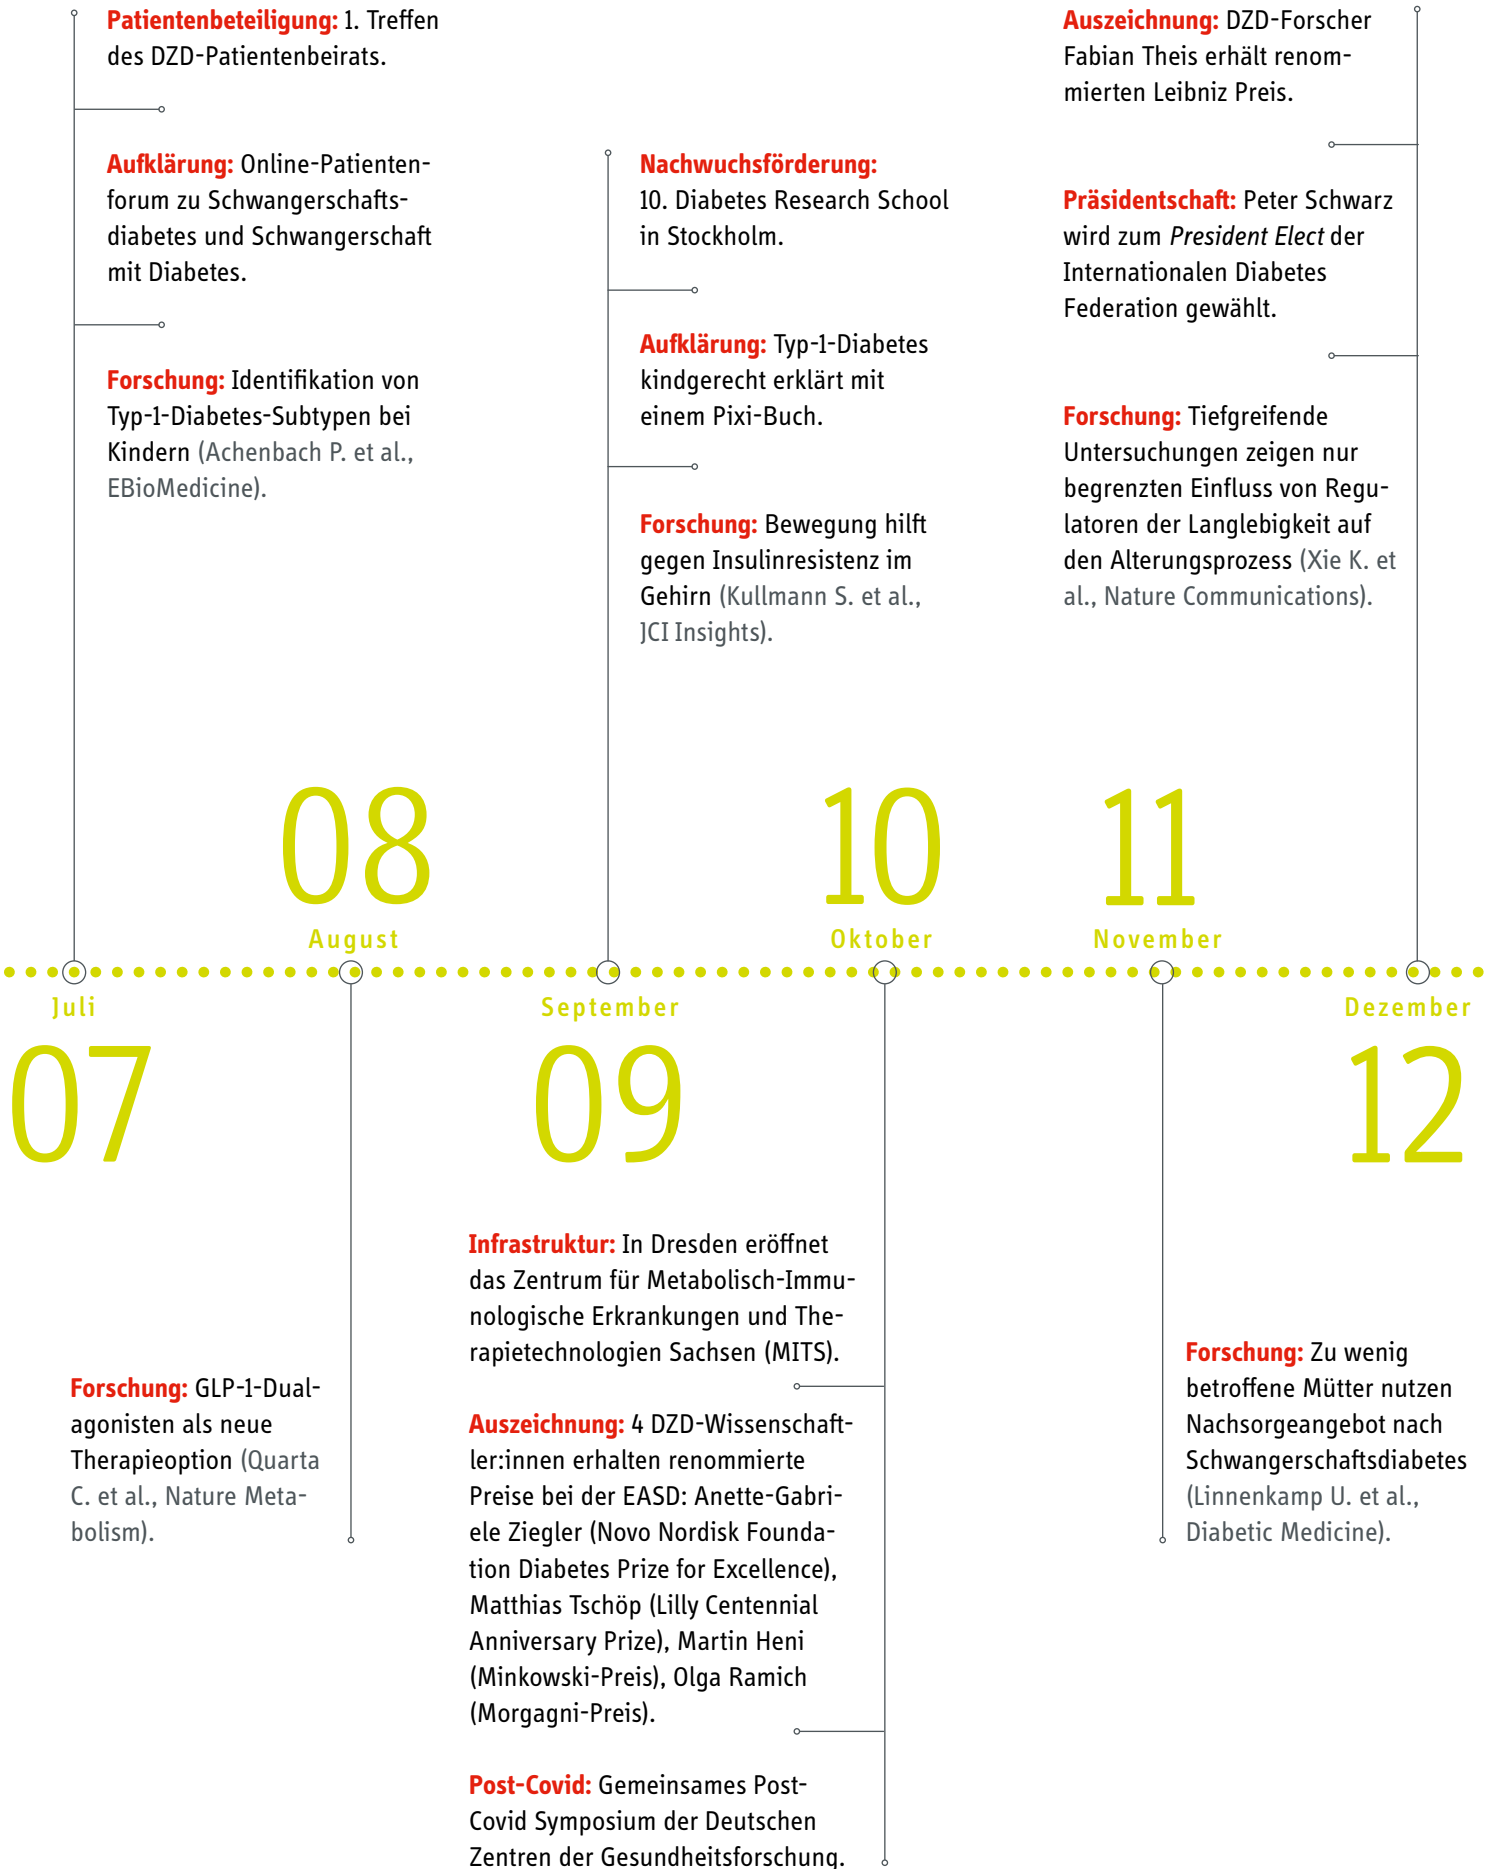 Patientenbeteiligung: 1. Treffen
des DZD-Patientenbeirats.
Aufklärung: Online-Patienten-
forum zu Schwangerschafts-
diabetes und Schwangerschaft
mit Diabetes.
Forschung: Identifikation von
Typ-1-Diabetes-Subtypen bei
Kindern (Achenbach P. et al.,
EBioMedicine).
Nachwuchsförderung:
10. Diabetes Research School
in Stockholm.
Aufklärung: Typ-1-Diabetes
kindgerecht erklärt mit
einem Pixi-Buch.
Forschung: Bewegung hilft
gegen Insulinresistenz im
Gehirn (Kullmann S. et al.,
JCI Insights).
Auszeichnung: DZD-Forscher
Fabian Theis erhält renom-
mierten Leibniz Preis.
Präsidentschaft: Peter Schwarz
wird zum President Elect der
Internationalen Diabetes
Federation gewählt.
Forschung: Tiefgreifende
Untersuchungen zeigen nur
begrenzten Einfluss von Regu-
latoren der Langlebigkeit auf
den Alterungsprozess (Xie K. et
al., Nature Communications).
08
August
10
Oktober
11
November
Juli
07
September
09
Dezember
12
Forschung: GLP-1-Dual-
agonisten als neue
Therapieoption (Quarta
C. et al., Nature Meta-
bolism).
Infrastruktur: In Dresden eröffnet
das Zentrum für Metabolisch-Immu-
nologische Erkrankungen und The-
rapietechnologien Sachsen (MITS).
Auszeichnung: 4 DZD-Wissenschaft-
ler:innen erhalten renommierte
Preise bei der EASD: Anette-Gabri-
ele Ziegler (Novo Nordisk Founda-
tion Diabetes Prize for Excellence),
Matthias Tschöp (Lilly Centennial
Anniversary Prize), Martin Heni
(Minkowski-Preis), Olga Ramich
(Morgagni-Preis).
Post-Covid: Gemeinsames Post-
Covid Symposium der Deutschen
Zentren der Gesundheitsforschung.
Forschung: Zu wenig
betroffene Mütter nutzen
Nachsorgeangebot nach
Schwangerschaftsdiabetes
(Linnenkamp U. et al.,
Diabetic Medicine).